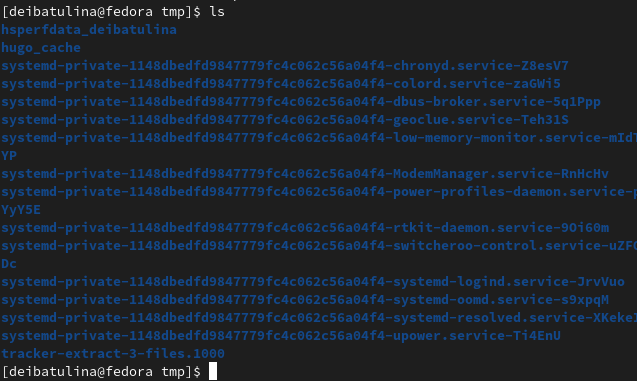 [deibatulina@fedora tmp]$ ls
hsperfdata_deibatulina
hugo_cache
systemd-private-1148dbedfd9847779fc4c062c56a04f4-chronyd.service-Z8esV7
systemd-private-1148dbedfd9847779fc4c062c56a04f4-colord.service-zaGWi5
systemd-private-1148dbedfd9847779fc4c062c56a04f4-dbus-broker.service-5q1Ppp
systemd-private-1148dbedfd9847779fc4c062c56a04f4-geoclue.service-Teh31S
systemd-private-1148dbedfd9847779fc4c062c56a04f4-low-memory-monitor.service-mId
YP
systemd-private-1148dbedfd9847779fc4c062c56a04f4-ModemManager.service-RnHcHv
systemd-private-1148dbedfd9847779fc4c062c56a04f4-power-profiles-daemon.service-
YyY5E
systemd-private-1148dbedfd9847779fc4c062c56a04f4-rtkit-daemon.service-9Oi60m
systemd-private-1148dbedfd9847779fc4c062c56a04f4-switcheroo-control.service-uZF
Dc
systemd-private-1148dbedfd9847779fc4c062c56a04f4-systemd-logind.service-JrvVuo
systemd-private-1148dbedfd9847779fc4c062c56a04f4-systemd-oomd.service-s9xpqM
systemd-private-1148dbedfd9847779fc4c062c56a04f4-systemd-resolved.service-XKeke
systemd-private-1148dbedfd9847779fc4c062c56a04f4-upower.service-Ti4EnU
tracker-extract-3-files.1000
[deibatulina@fedora tmp]$